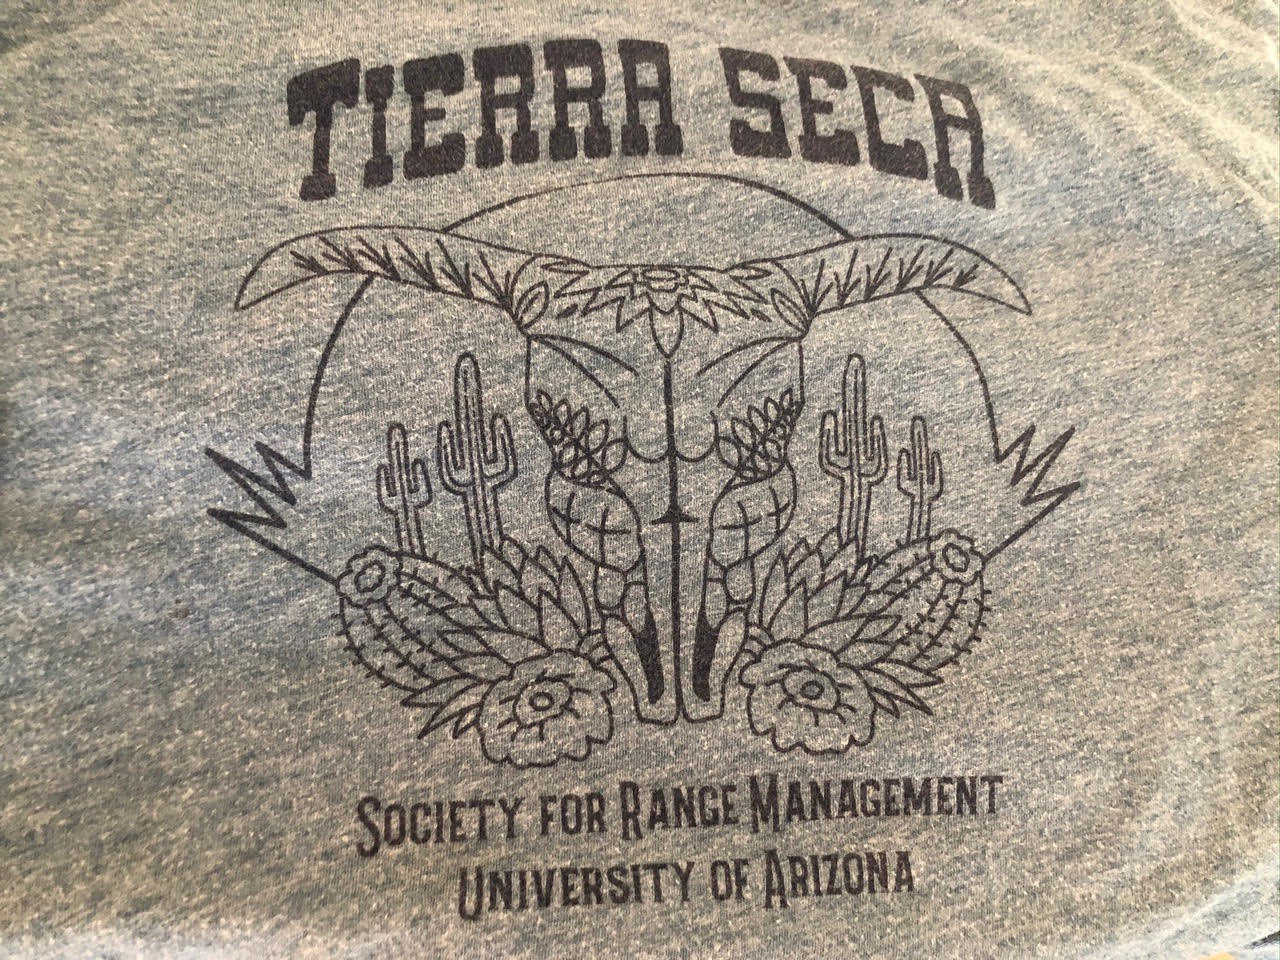 TIERRA SECA
SOCIETY FOR RANGE MANAGEMENT
UNIVERSITY OF ARIZONA